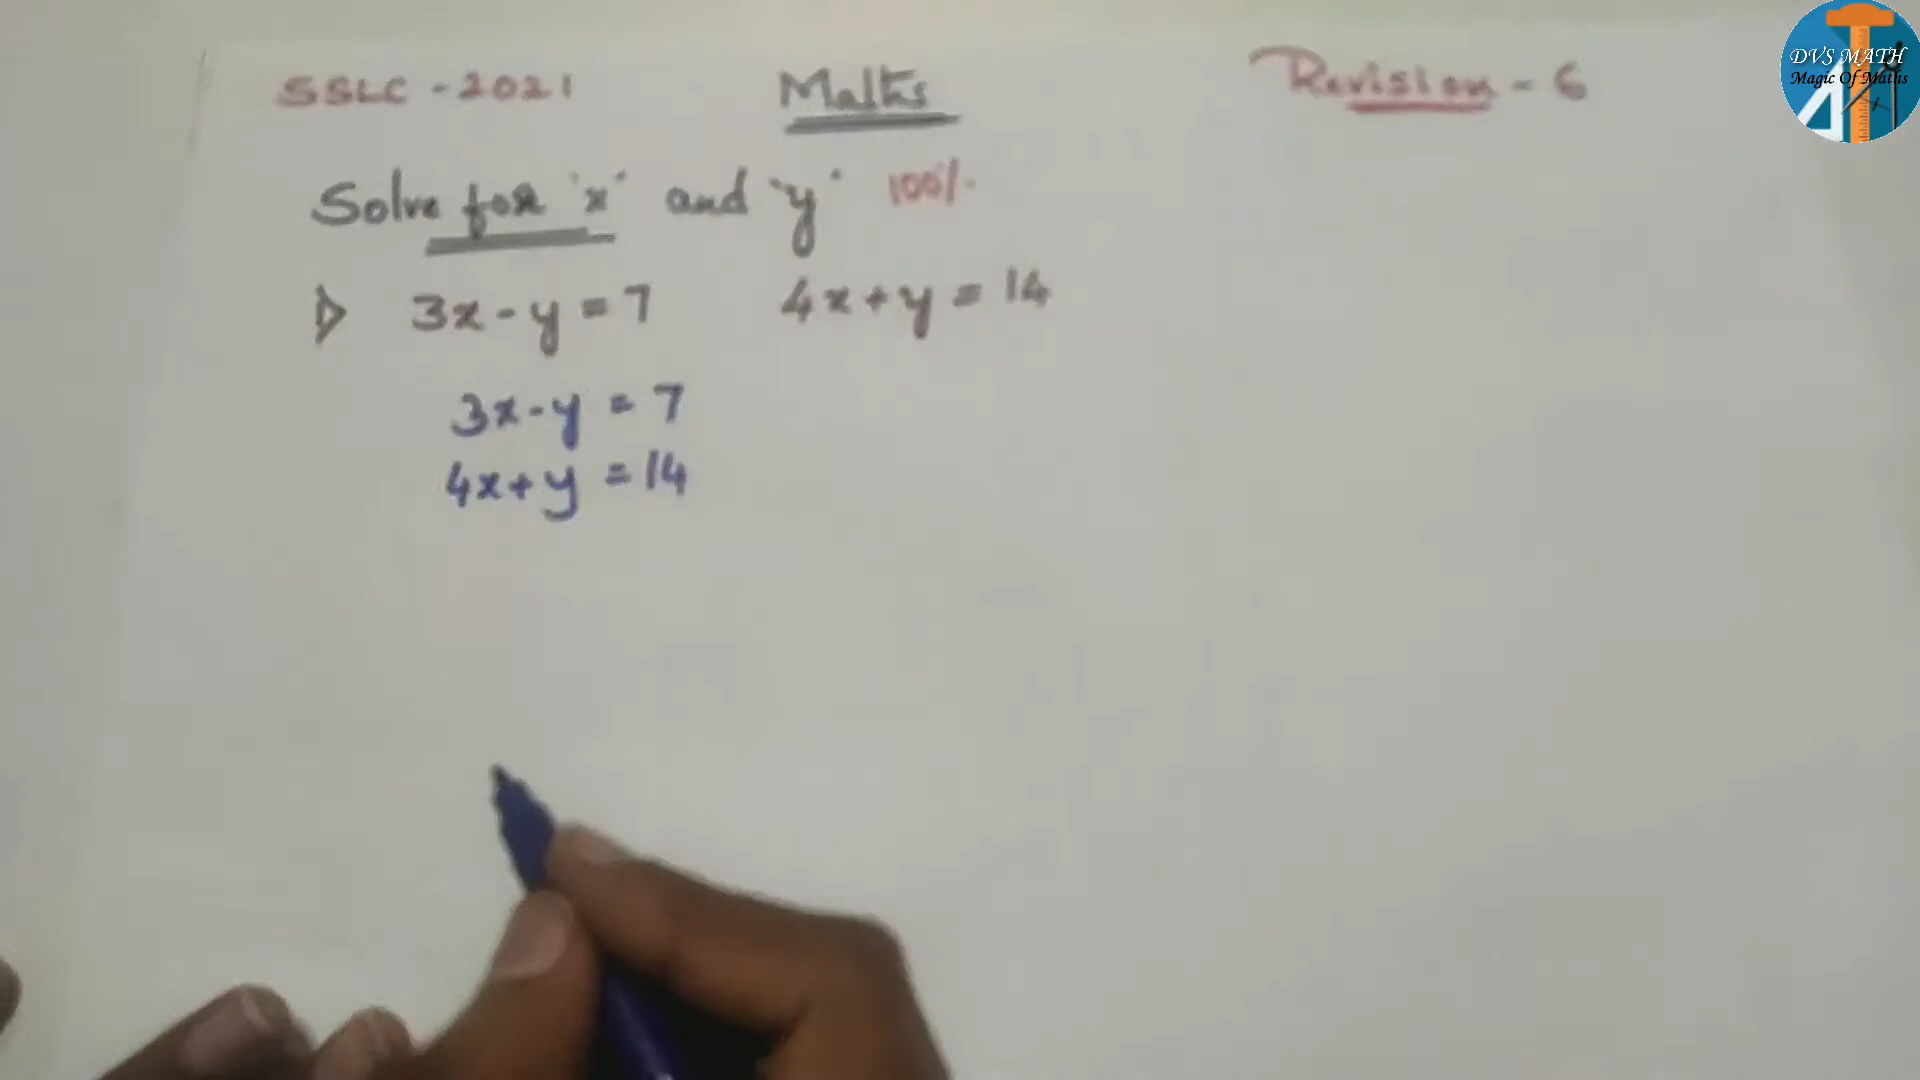 SSLC - 2021 Maths Revision - 6
DVS MATH
Magic Of Maths
Solve for 'x' and 'y' 100%
1> 3x - y = 7 4x + y = 14
3x - y = 7
4x + y = 14